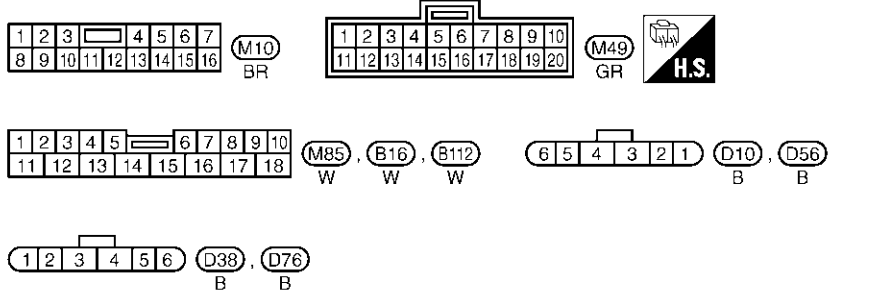 1 2 3 4 5 6 7
8 9 10 11 12 13 14 15 16
M10
BR
1 2 3 4 5 6 7 8 9 10
11 12 13 14 15 16 17 18 19 20
M49
GR
H.S.
1 2 3 4 5 6 7 8 9 10
11 12 13 14 15 16 17 18
M85 , B16 , B112
W W W
6 5 4 3 2 1
D10 , D56
B B
1 2 3 4 5 6
D38 , D76
B B